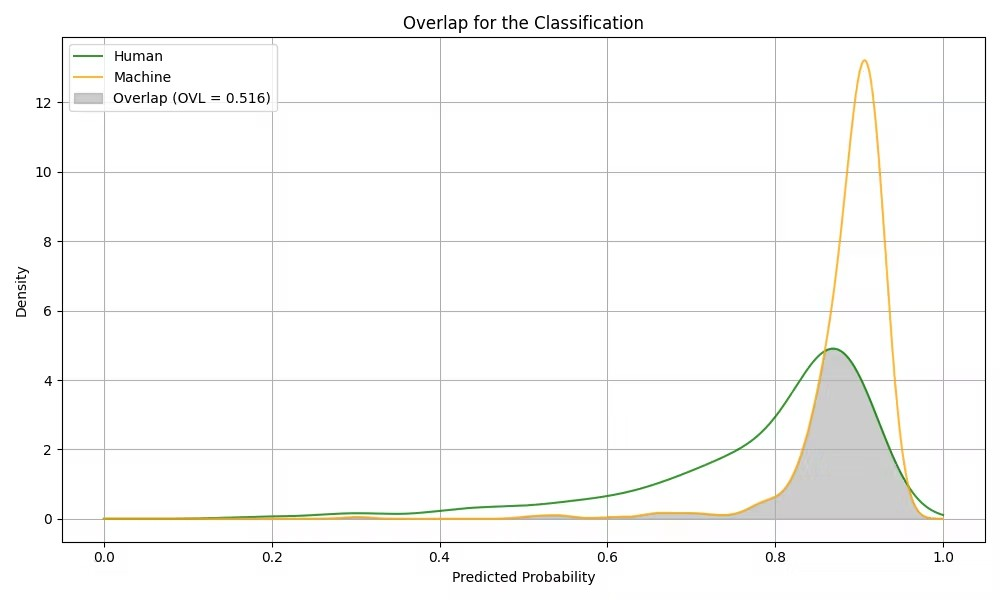 Overlap for the Classification
Human
Machine
Overlap (OVL = 0.516)
12
10
8
6
4
2
0
Density
0.0 0.2 0.4 0.6 0.8 1.0
Predicted Probability